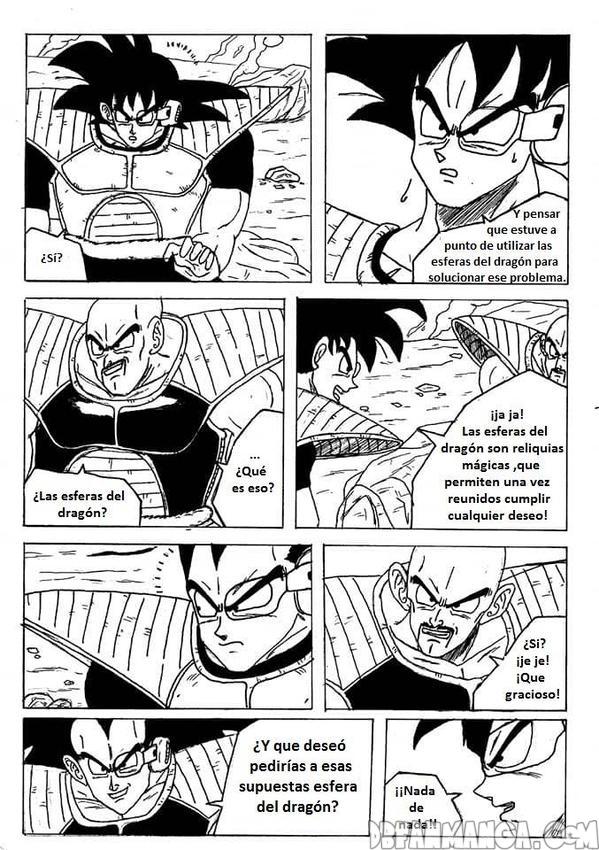 ¿Sí?
Y pensar
que estuve a
punto de utilizar las
esferas del dragón para
solucionar ese problema.
¿Las esferas del
dragón?
...
¿Qué
es eso?
¡ja ja!
Las esferas del
dragón son reliquias
mágicas ,que
permiten una vez
reunidos cumplir
cualquier deseo!
¿Si?
¡je je!
¡Que
gracioso!
¿Y que deseó
pedirías a esas
supuestas esfera
del dragón?
¡¡Nada
de
nada!!
DBFANMANGA.COM